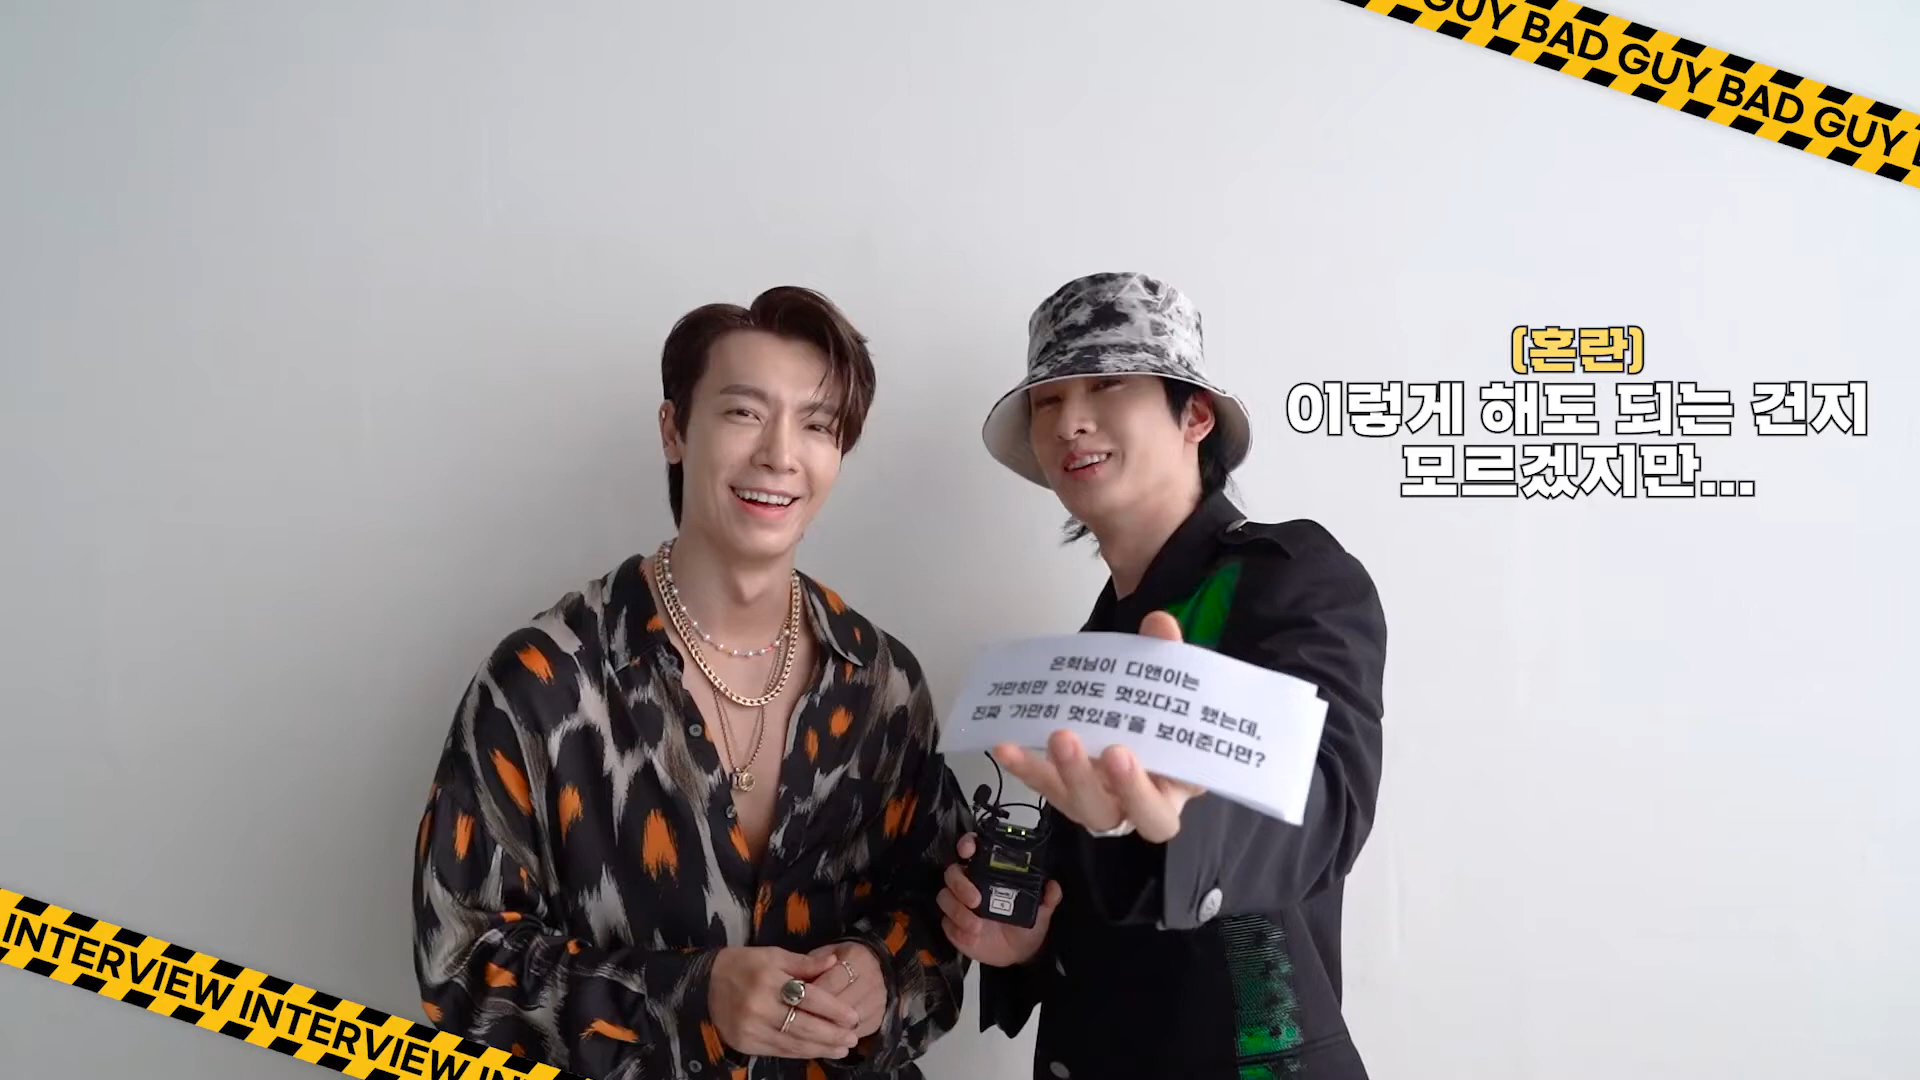 GUY BAD GUY BAD GUY
(혼란)
이렇게 해도 되는 건지
모르겠지만...
은혁님이 디앤이는
가만히만 있어도 멋있다고 했는데,
진짜 '가만히 멋있음'을 보여준다면?
INTERVIEW INTERVIEW IN